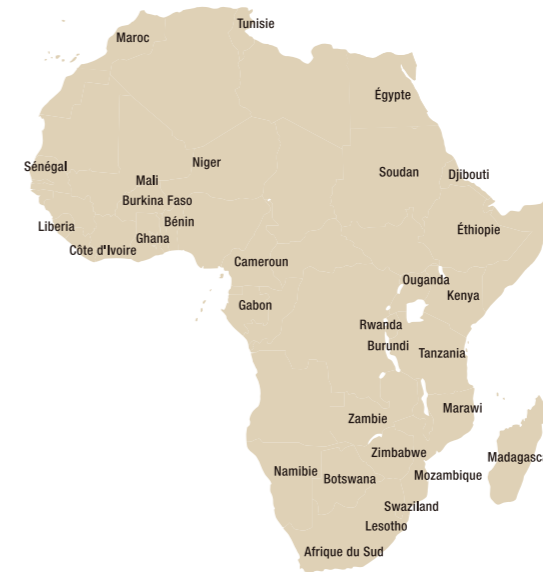 Tunisie
Maroc
Égypte
Niger
Sénégal
Mali
Soudan
Djibouti
Burkina Faso
Bénin
Liberia
Ghana
Éthiopie
Côte d'Ivoire
Cameroun
Ouganda
Kenya
Gabon
Rwanda
Burundi
Tanzania
Marawi
Zambie
Zimbabwe
Madagasc
Namibie
Botswana
Mozambique
Swaziland
Lesotho
Afrique du Sud